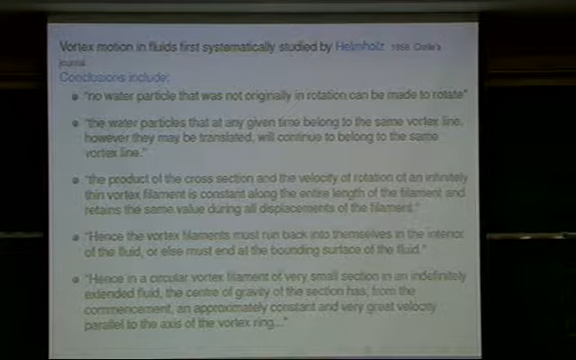 Vortex motion in fluids first systematically studied by Helmholz 1858 Crelle's
journal
Conclusions include:
"no water particle that was not originally in rotation can be made to rotate"
"the water particles that at any given time belong to the same vortex line,
however they may be translated, will continue to belong to the same
vortex line."
"the product of the cross section and the velocity of rotation of an infinitely
thin vortex filament is constant along the entire length of the filament and
retains the same value during all displacements of the filament."
"Hence the vortex filaments must run back into themselves in the interior
of the fluid, or else must end at the bounding surface of the fluid."
"Hence in a circular vortex filament of very small section in an indefinitely
extended fluid, the centre of gravity of the section has, from the
commencement, an approximately constant and very great velocity
parallel to the axis of the vortex ring..."